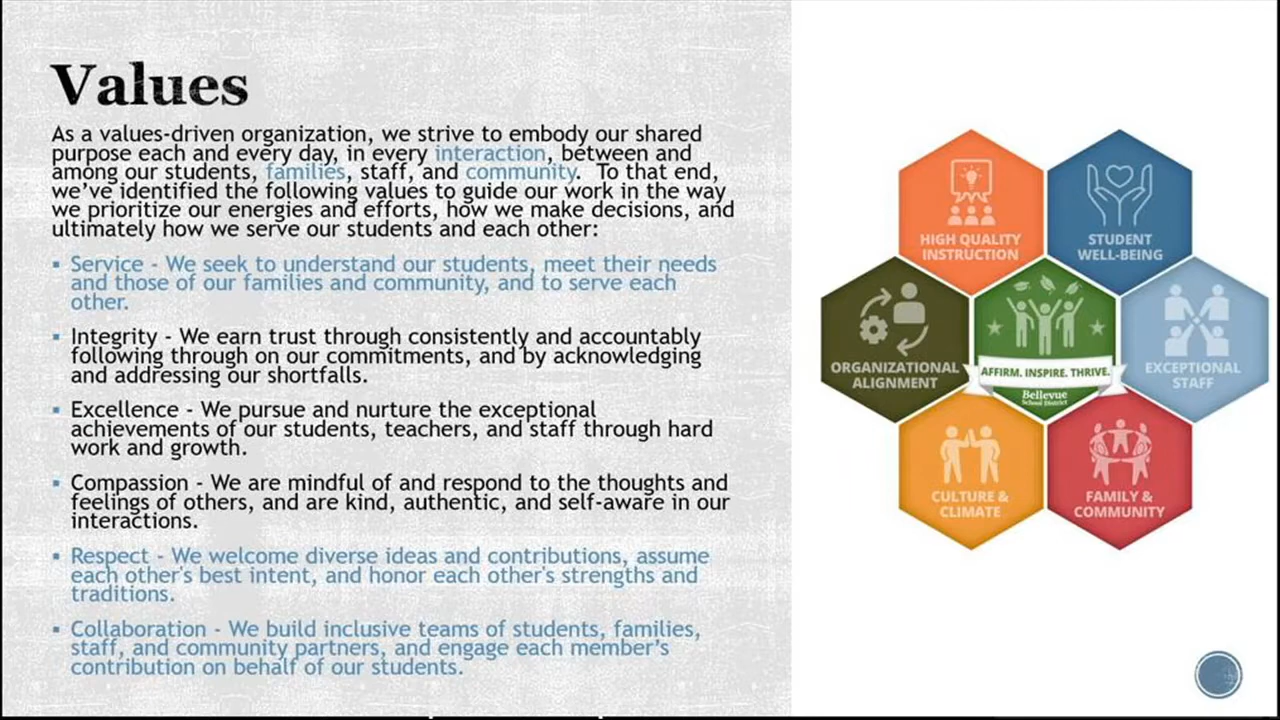 Values
As a values-driven organization, we strive to embody our shared
purpose each and every day, in every interaction, between and
among our students, families, staff, and community. To that end,
we've identified the following values to guide our work in the way
we prioritize our energies and efforts, how we make decisions, and
ultimately how we serve our students and each other:
▪ Service - We seek to understand our students, meet their needs
and those of our families and community, and to serve each
other.
▪ Integrity - We earn trust through consistently and accountably
following through on our commitments, and by acknowledging
and addressing our shortfalls.
▪ Excellence - We pursue and nurture the exceptional
achievements of our students, teachers, and staff through hard
work and growth.
▪ Compassion - We are mindful of and respond to the thoughts and
feelings of others, and are kind, authentic, and self-aware in our
interactions.
▪ Respect - We welcome diverse ideas and contributions, assume
each other's best intent, and honor each other's strengths and
traditions.
▪ Collaboration - We build inclusive teams of students, families,
staff, and community partners, and engage each member's
contribution on behalf of our students.
HIGH QUALITY
INSTRUCTION
STUDENT
WELL-BEING
ORGANIZATIONAL
ALIGNMENT
AFFIRM. INSPIRE. THRIVE.
Bellevue
School District
EXCEPTIONAL
STAFF
CULTURE &
CLIMATE
FAMILY &
COMMUNITY